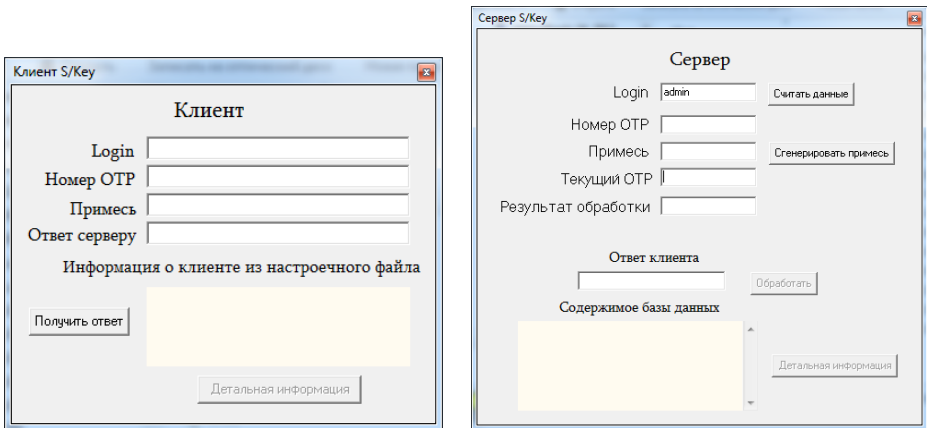 Клиент S/Key
Клиент
Login
Номер OTP
Примесь
Ответ серверу
Информация о клиенте из настроечного файла
Получить ответ
Детальная информация
Сервер S/Key
Сервер
Login admin Считать данные
Номер OTP
Примесь Сгенерировать примесь
Текущий OTP
Результат обработки
Ответ клиента
Обработать
Содержимое базы данных
Детальная информация